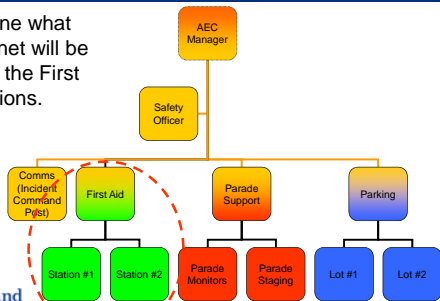 ne what
net will be
the First
ions.
AEC
Manager
Safety
Officer
Comms
(Incident
Command
Post)
First Aid
Parade
Support
Parking
Station #1
Station #2
Parade
Monitors
Parade
Staging
Lot #1
Lot #2
nd